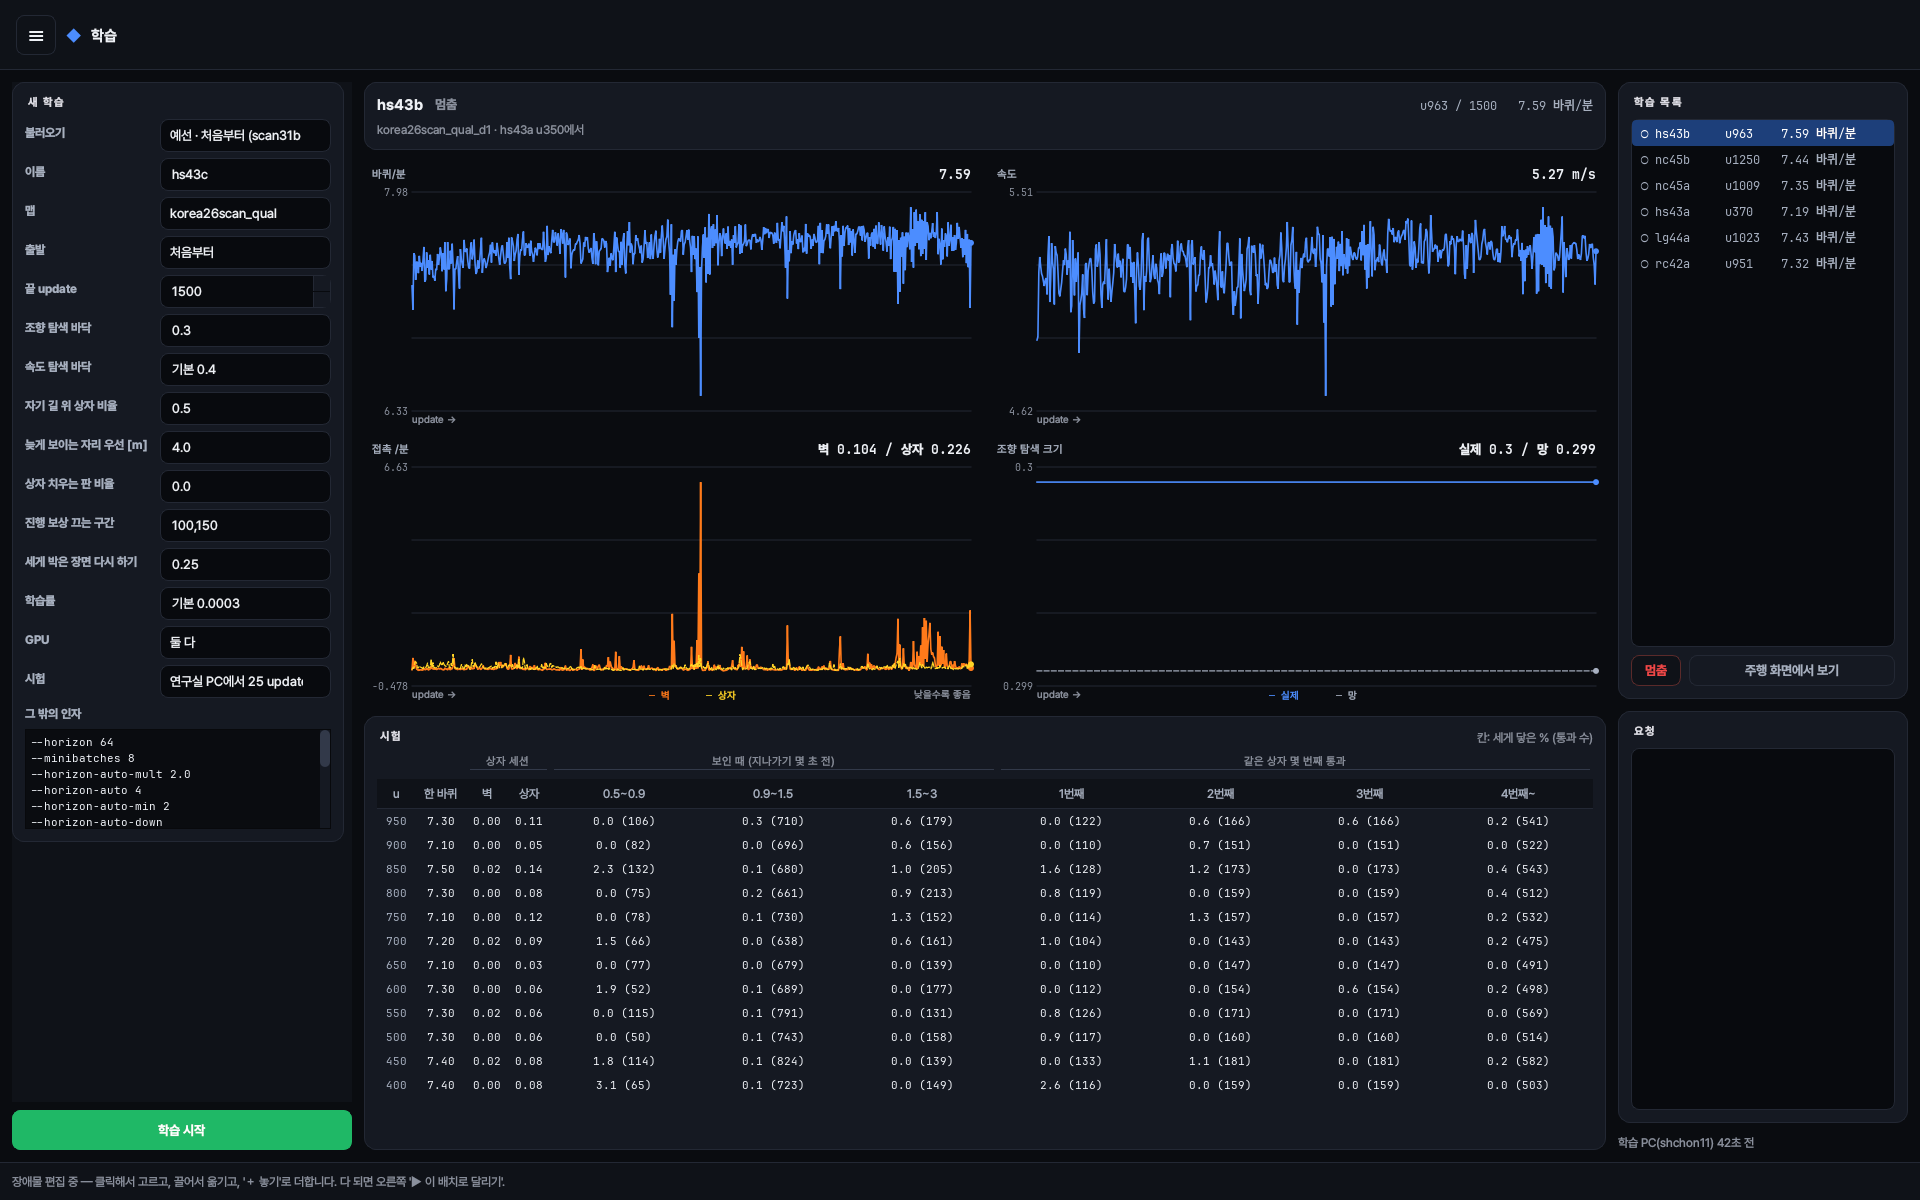 학습
새 학습
불러오기
예선 · 처음부터 (scan31b
이름
hs43c
맵
korea26scan_qual
출발
처음부터
끝 update
1500
조향 탐색 바닥
0.3
속도 탐색 바닥
기본 0.4
자기 길 위 상자 비율
0.5
늦게 보이는 자리 우선 [m]
4.0
상자 치우는 판 비율
0.0
진행 보상 끄는 구간
100,150
세게 박은 장면 다시 하기
0.25
학습률
기본 0.0003
GPU
둘 다
시험
연구실 PC에서 25 updat
그 밖의 인자
--horizon 64
--minibatches 8
--horizon-auto-mult 2.0
--horizon-auto 4
--horizon-auto-min 2
--horizon-auto-down
학습 시작
hs43b 멈춤
u963 / 1500 7.59 바퀴/분
korea26scan_qual_d1 · hs43a u350에서
바퀴/분 7.59
7.98
6.33
update →
속도 5.27 m/s
5.51
4.62
update →
접촉 /분 벽 0.104 / 상자 0.226
6.63
-0.478
update → — 벽 — 상자 낮을수록 좋음
조향 탐색 크기 실제 0.3 / 망 0.299
0.3
0.299
update → — 실제 — 망
시험 칸: 세게 닿은 % (통과 수)
상자 세션 보인 때 (지나가기 몇 초 전) 같은 상자 몇 번째 통과
u 한 바퀴 벽 상자 0.5~0.9 0.9~1.5 1.5~3 1번째 2번째 3번째 4번째~
950 7.30 0.00 0.11 0.0 (106) 0.3 (710) 0.6 (179) 0.0 (122) 0.6 (166) 0.6 (166) 0.2 (541)
900 7.10 0.00 0.05 0.0 (82) 0.0 (696) 0.6 (156) 0.0 (110) 0.7 (151) 0.0 (151) 0.0 (522)
850 7.50 0.02 0.14 2.3 (132) 0.1 (680) 1.0 (205) 1.6 (128) 1.2 (173) 0.0 (173) 0.4 (543)
800 7.30 0.00 0.08 0.0 (75) 0.2 (661) 0.9 (213) 0.8 (119) 0.0 (159) 0.0 (159) 0.4 (512)
750 7.10 0.00 0.12 0.0 (78) 0.1 (730) 1.3 (152) 0.0 (114) 1.3 (157) 0.0 (157) 0.2 (532)
700 7.20 0.02 0.09 1.5 (66) 0.0 (638) 0.6 (161) 1.0 (104) 0.0 (143) 0.0 (143) 0.2 (475)
650 7.10 0.00 0.03 0.0 (77) 0.0 (679) 0.0 (139) 0.0 (110) 0.0 (147) 0.0 (147) 0.0 (491)
600 7.30 0.00 0.06 1.9 (52) 0.1 (689) 0.0 (177) 0.0 (112) 0.0 (154) 0.6 (154) 0.2 (498)
550 7.30 0.02 0.06 0.0 (115) 0.1 (791) 0.0 (131) 0.8 (126) 0.0 (171) 0.0 (171) 0.0 (569)
500 7.30 0.00 0.06 0.0 (50) 0.1 (743) 0.0 (158) 0.9 (117) 0.0 (160) 0.0 (160) 0.0 (514)
450 7.40 0.02 0.08 1.8 (114) 0.1 (824) 0.0 (139) 0.0 (133) 1.1 (181) 0.0 (181) 0.2 (582)
400 7.40 0.00 0.08 3.1 (65) 0.1 (723) 0.0 (149) 2.6 (116) 0.0 (159) 0.0 (159) 0.0 (503)
학습 목록
○ hs43b u963 7.59 바퀴/분
○ nc45b u1250 7.44 바퀴/분
○ nc45a u1009 7.35 바퀴/분
○ hs43a u370 7.19 바퀴/분
○ lg44a u1023 7.43 바퀴/분
○ rc42a u951 7.32 바퀴/분
멈춤
주행 화면에서 보기
요청
학습 PC(shchon11) 42초 전
장애물 편집 중 — 클릭해서 고르고, 끌어서 옮기고, '+ 놓기'로 더합니다. 다 되면 오른쪽 '▶ 이 배치로 달리기'.